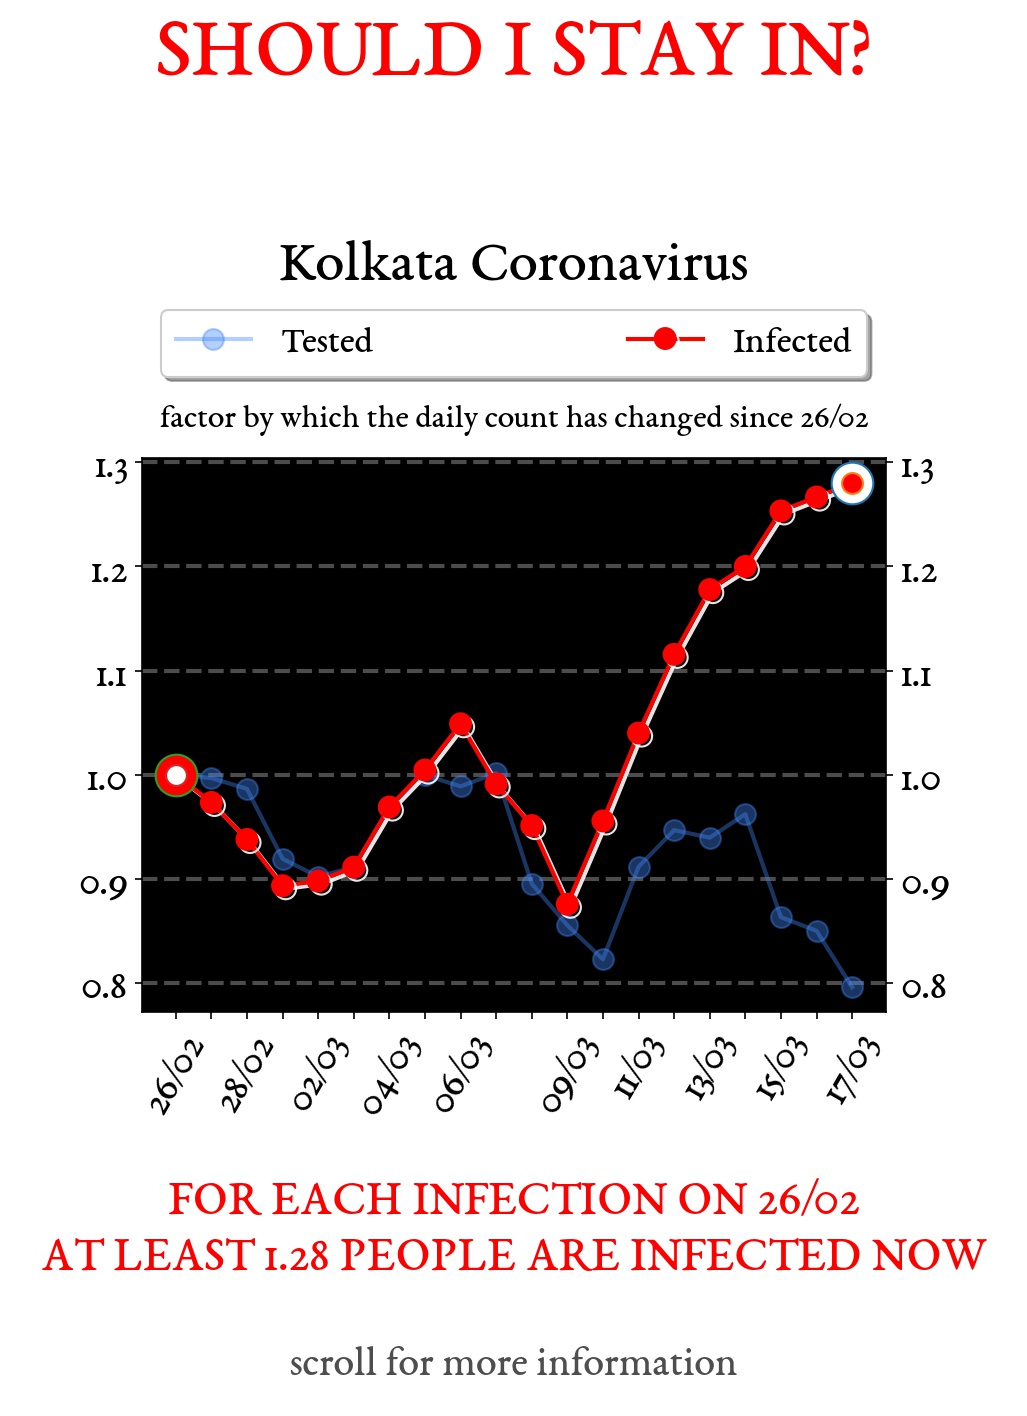 SHOULD I STAY IN?
Kolkata Coronavirus
Tested Infected
factor by which the daily count has changed since 26/02
1.3 1.3
1.2 1.2
1.1 1.1
1.0 1.0
0.9 0.9
0.8 0.8
26/02 28/02 02/03 04/03 06/03 09/03 11/03 13/03 15/03 17/03
FOR EACH INFECTION ON 26/02
AT LEAST 1.28 PEOPLE ARE INFECTED NOW
scroll for more information